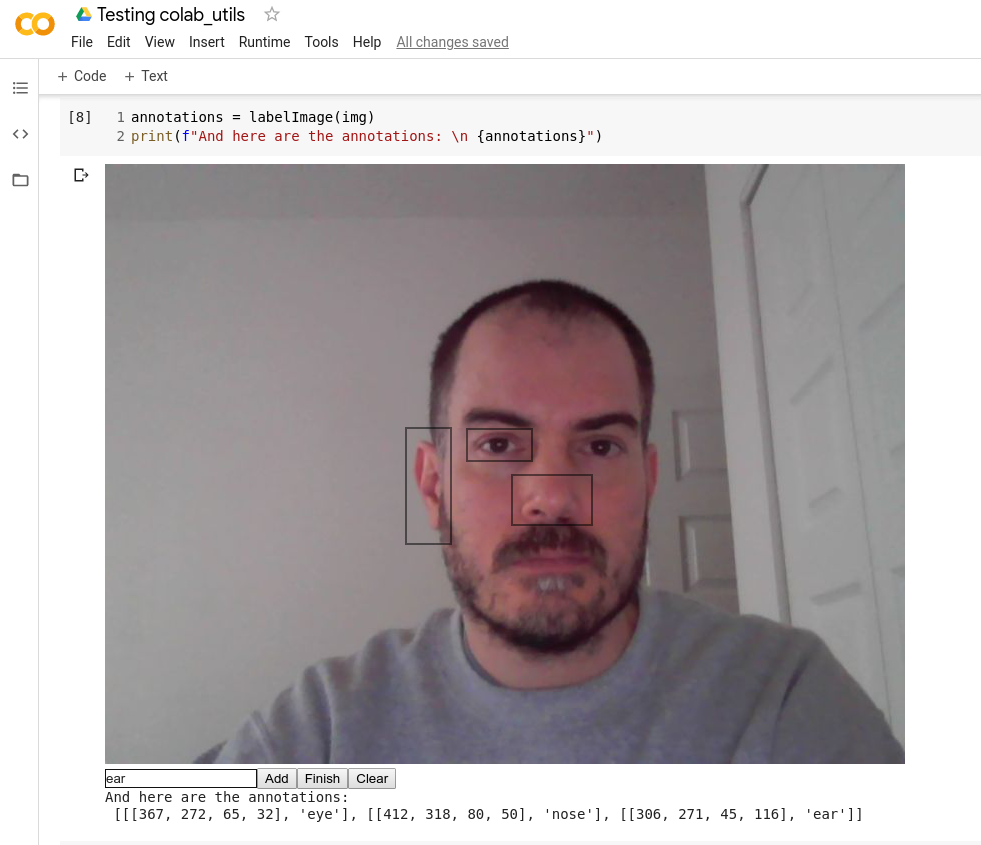 Testing colab_utils
File Edit View Insert Runtime Tools Help All changes saved
+ Code + Text
[8] 1 annotations = labelImage(img)
2 print(f"And here are the annotations: \n {annotations}")
ear Add Finish Clear
And here are the annotations:
[[[367, 272, 65, 32], 'eye'], [[412, 318, 80, 50], 'nose'], [[306, 271, 45, 116], 'ear']]